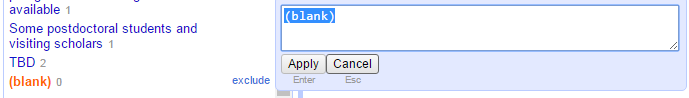 available 1
Some postdoctoral students and
visiting scholars 1
TBD 2
(blank) 0
exclude
(blank)
Apply Cancel
Enter Esc